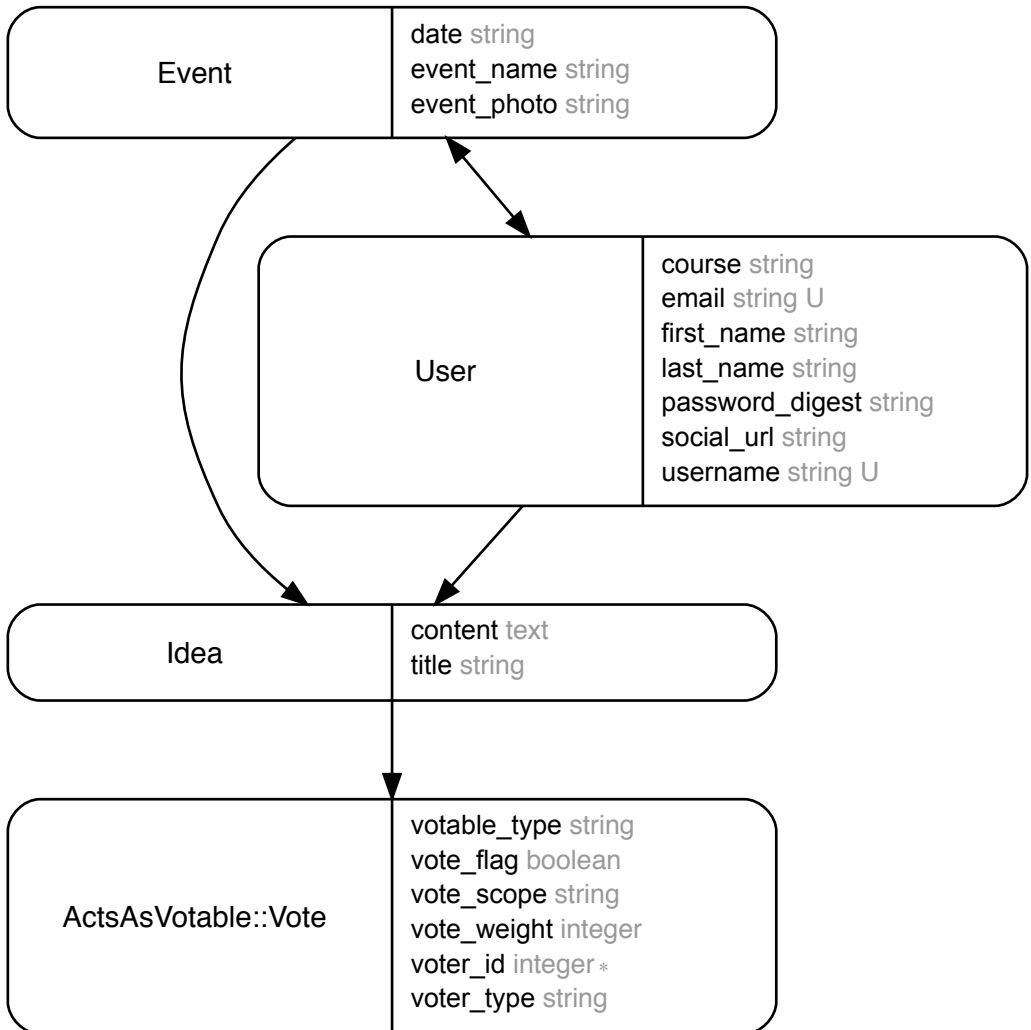 Event
date string
event_name string
event_photo string
User
course string
email string U
first_name string
last_name string
password_digest string
social_url string
username string U
Idea
content text
title string
ActsAsVotable::Vote
votable_type string
vote_flag boolean
vote_scope string
vote_weight integer
voter_id integer ∗
voter_type string